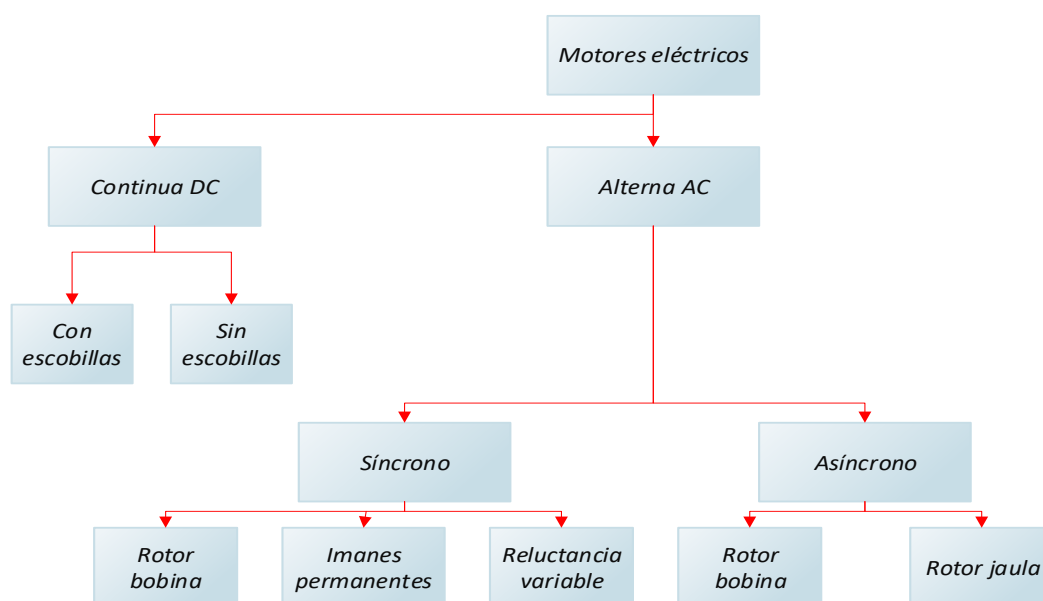 Motores eléctricos
Continua DC
Alterna AC
Con
escobillas
Sin
escobillas
Síncrono
Asíncrono
Rotor
bobina
Imanes
permanentes
Reluctancia
variable
Rotor
bobina
Rotor jaula